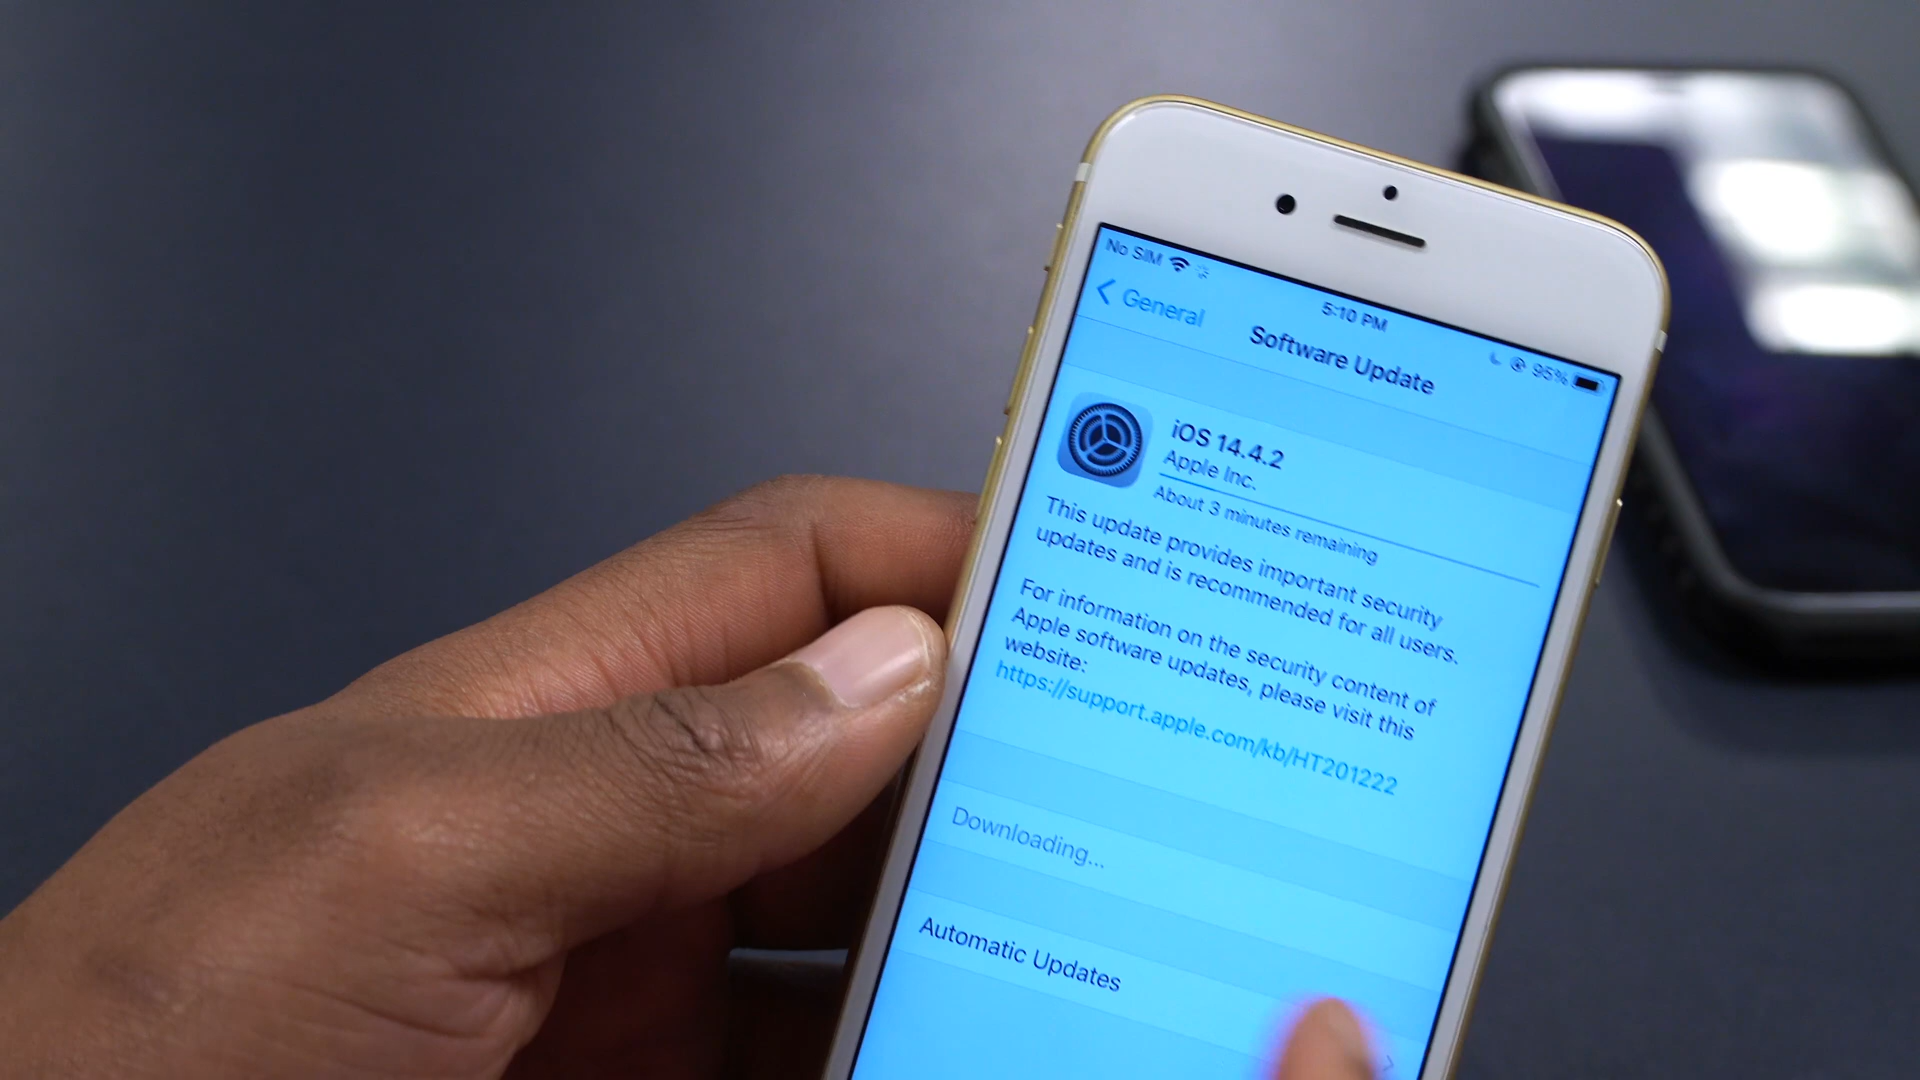 No SIM
5:10 PM
95%
General
Software Update
iOS 14.4.2
Apple Inc.
About 3 minutes remaining
This update provides important security
updates and is recommended for all users.
For information on the security content of
Apple software updates, please visit this
website:
https://support.apple.com/kb/HT201222
Downloading...
Automatic Updates